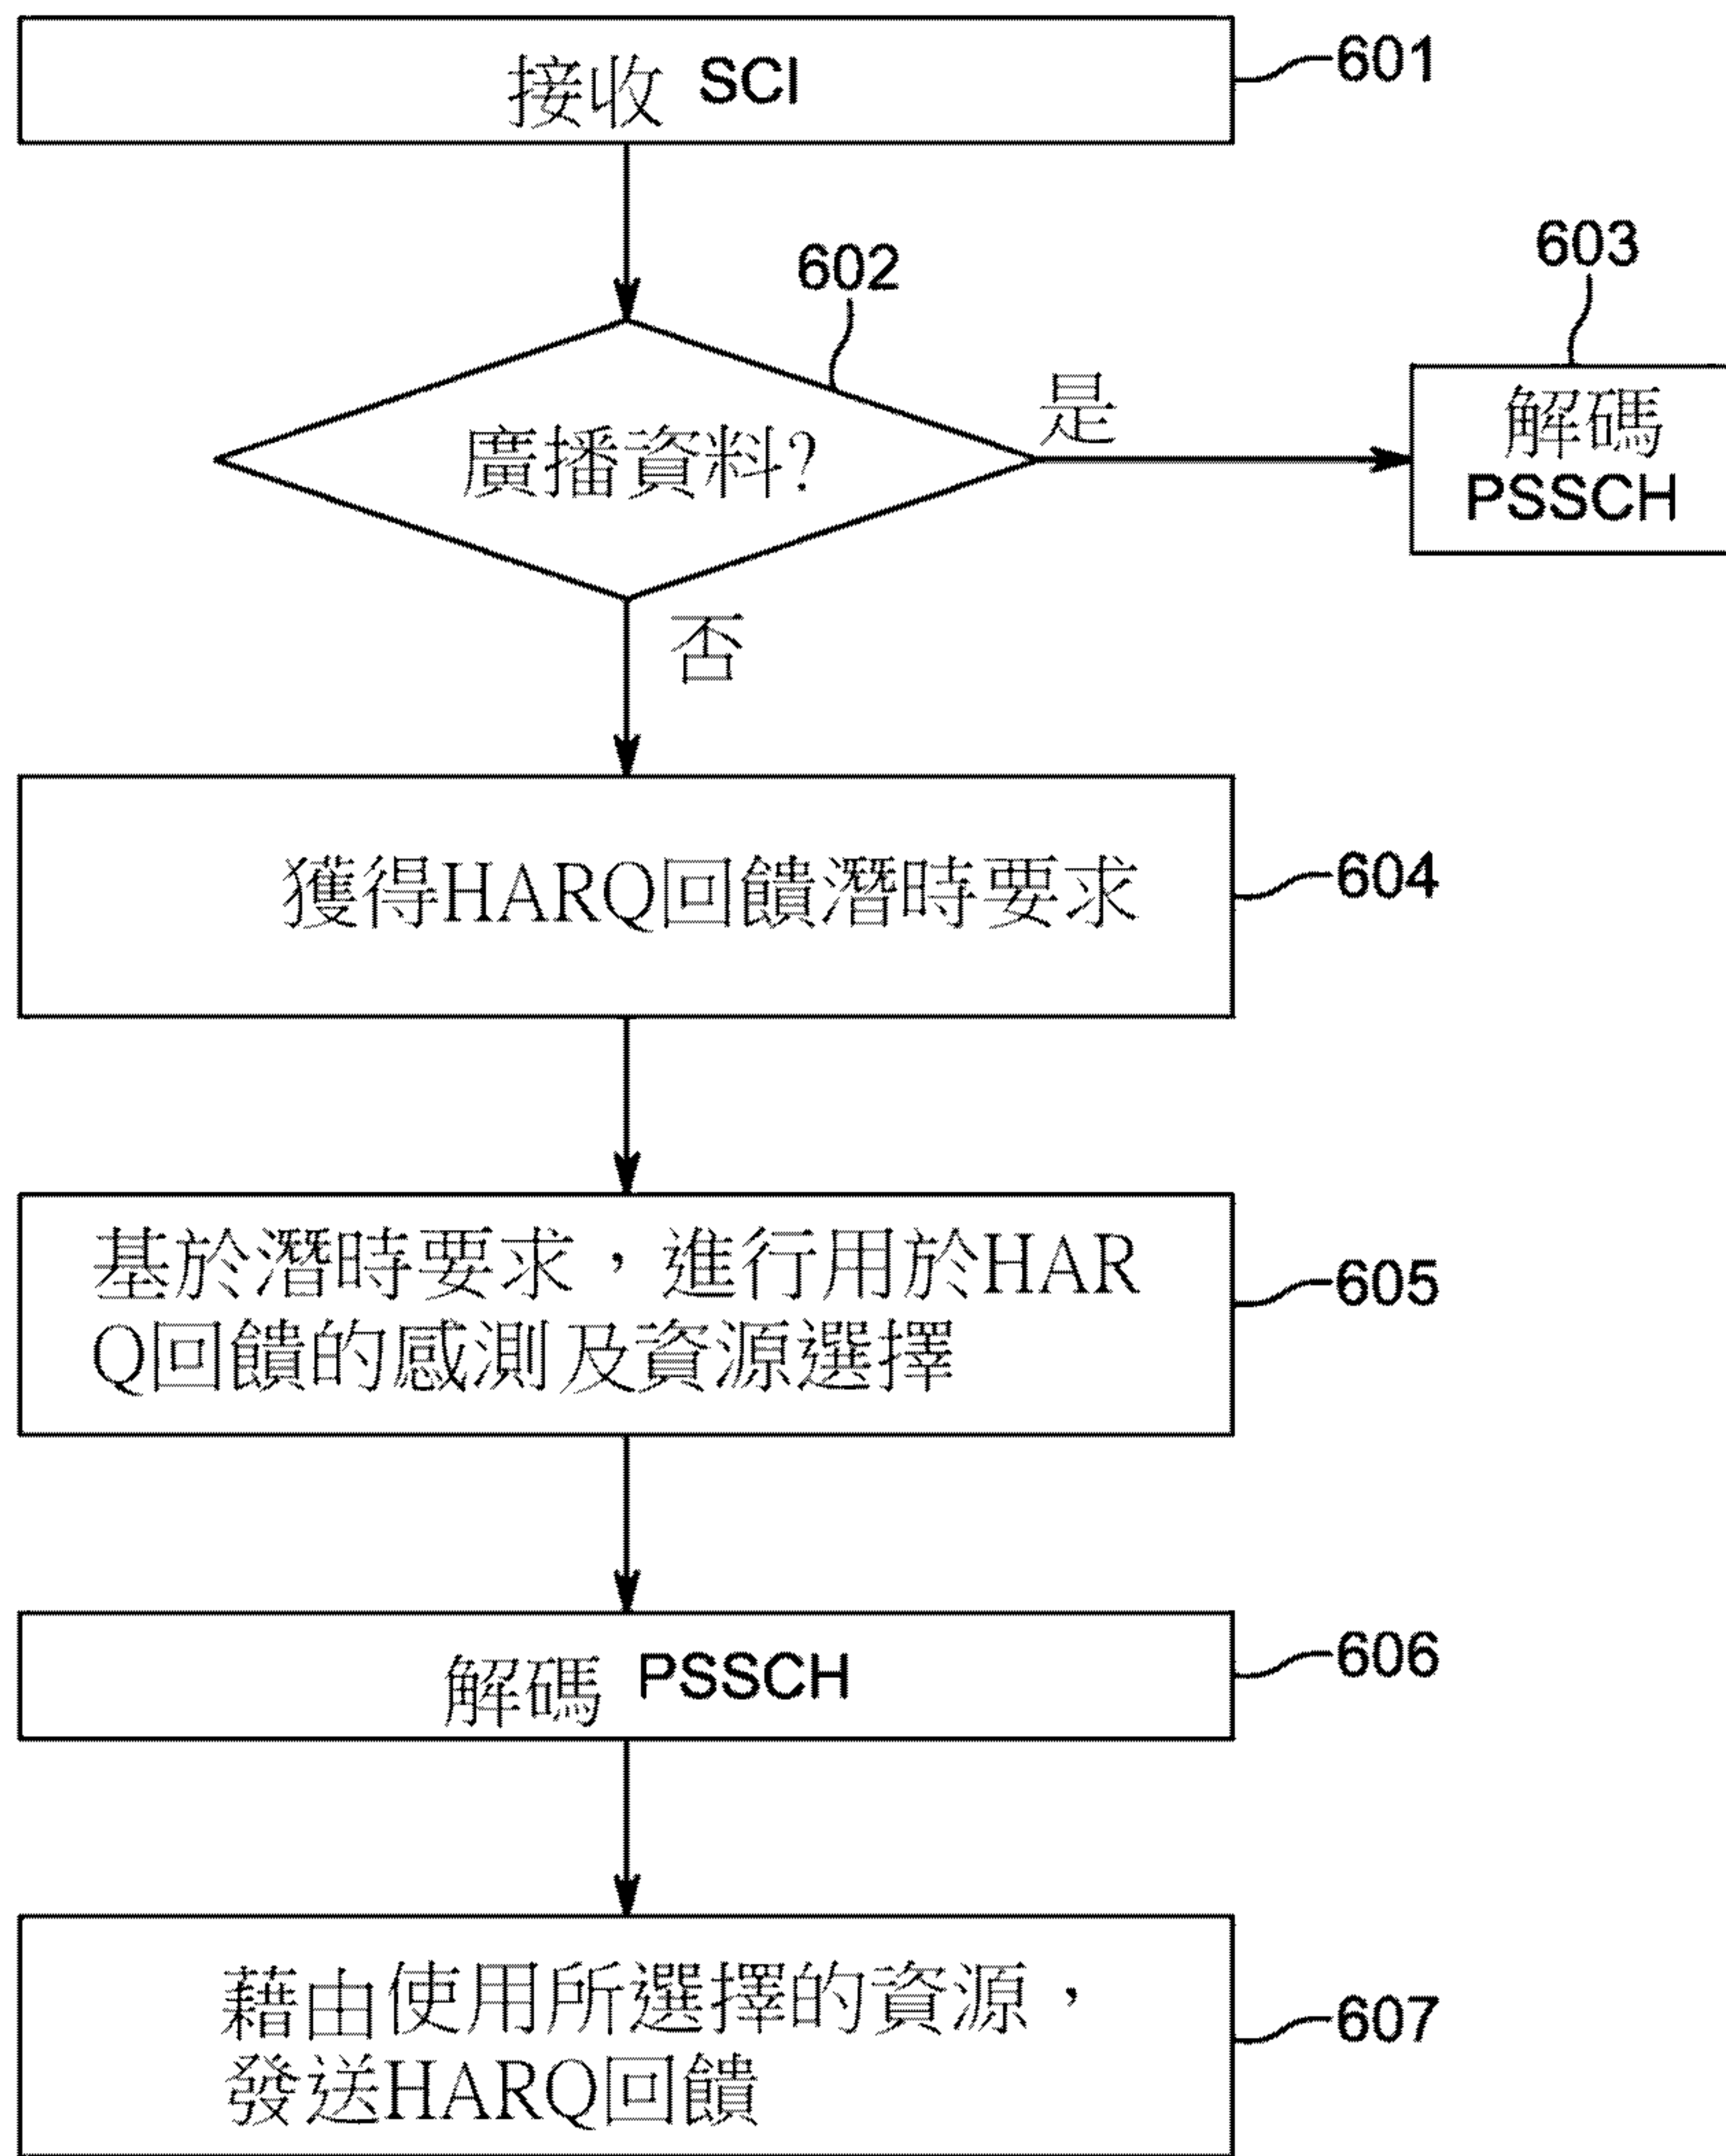 接收 SCI
601
602
603
廣播資料?
是
解碼
PSSCH
否
獲得HARQ回饋潛時要求
604
基於潛時要求，進行用於HAR
Q回饋的感測及資源選擇
605
解碼 PSSCH
606
藉由使用所選擇的資源，
發送HARQ回饋
607